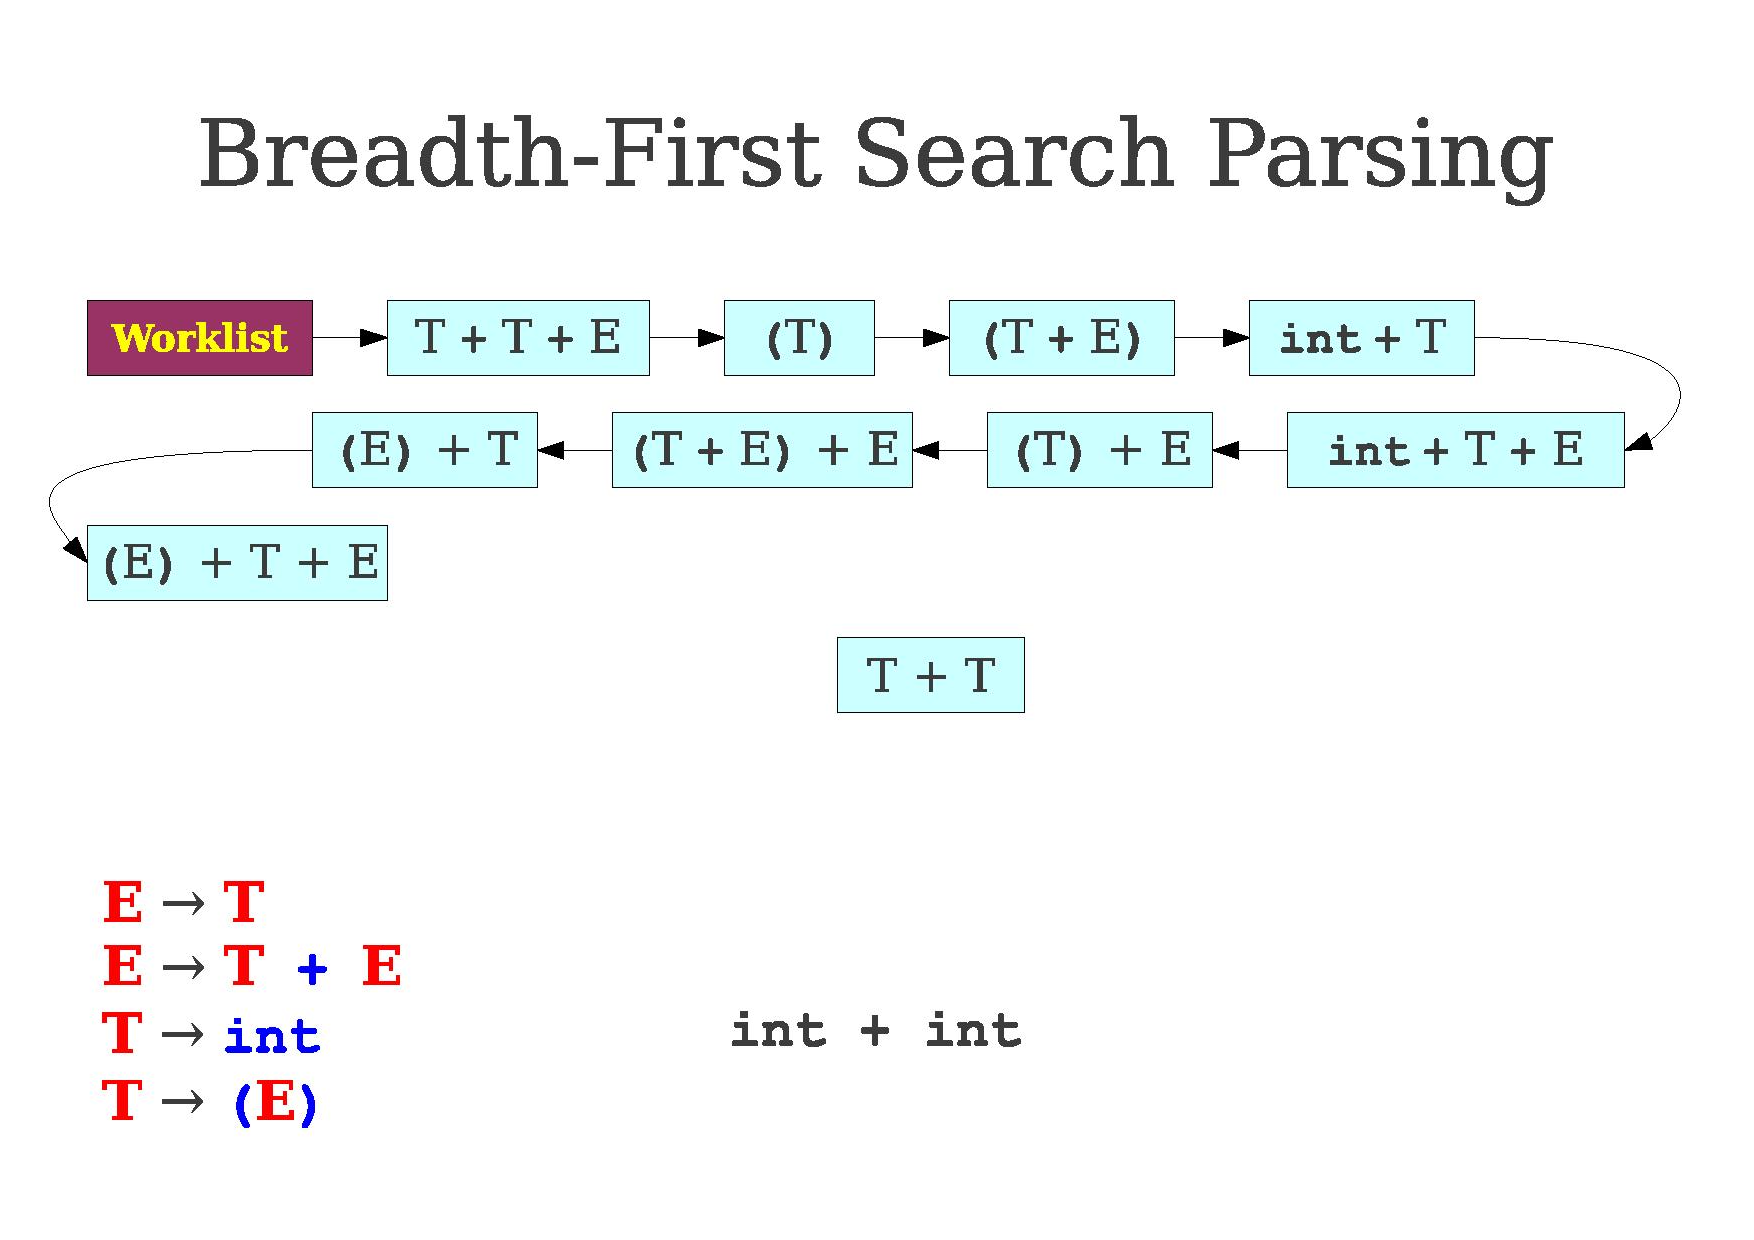 Breadth-First Search Parsing
Worklist T + T + E (T) (T + E) int + T
(E) + T (T + E) + E (T) + E int + T + E
(E) + T + E
T + T
E → T
E → T + E
T → int
T → (E)
int + int